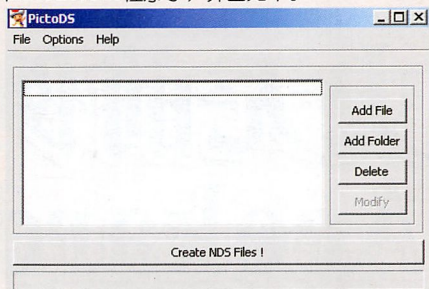 PictoDS
File Options Help
Add File
Add Folder
Delete
Modify
Create NDS Files !